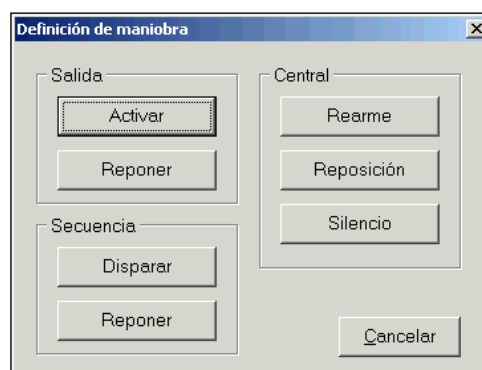 Definición de maniobra
Salida
Activar
Reponer
Secuencia
Disparar
Reponer
Central
Rearme
Reposición
Silencio
Cancelar